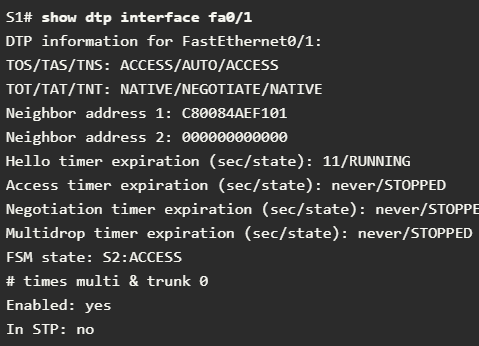 S1# show dtp interface fa0/1
DTP information for FastEthernet0/1:
TOS/TAS/TNS: ACCESS/AUTO/ACCESS
TOT/TAT/TNT: NATIVE/NEGOTIATE/NATIVE
Neighbor address 1: C80084AEF101
Neighbor address 2: 000000000000
Hello timer expiration (sec/state): 11/RUNNING
Access timer expiration (sec/state): never/STOPPED
Negotiation timer expiration (sec/state): never/STOPPE
Multidrop timer expiration (sec/state): never/STOPPED
FSM state: S2:ACCESS
# times multi & trunk 0
Enabled: yes
In STP: no